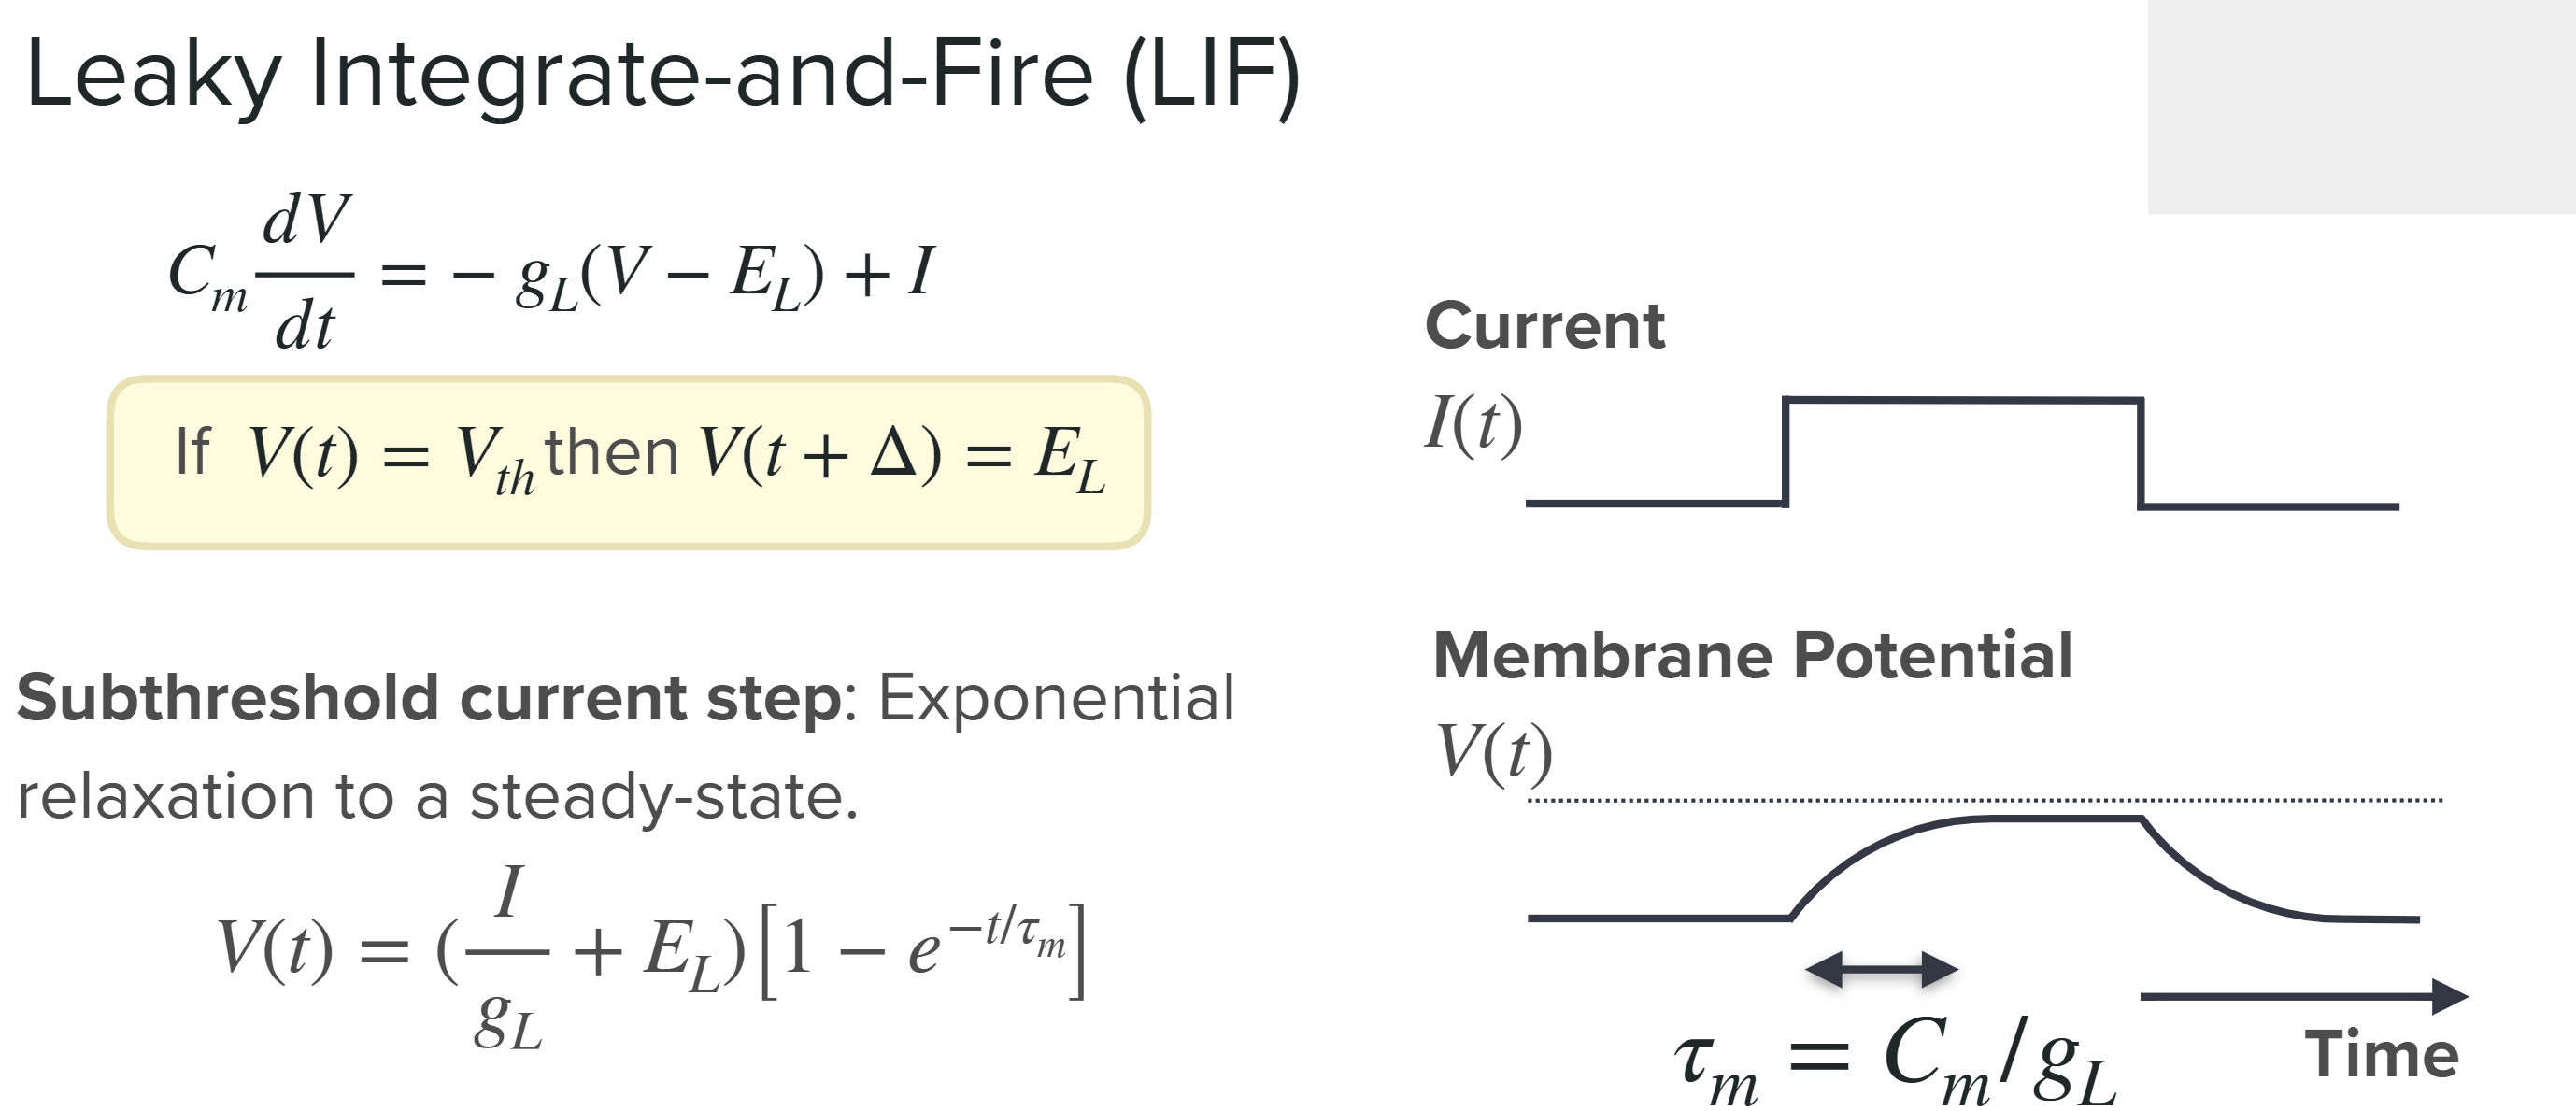 Leaky Integrate-and-Fire (LIF)
C_m dV/dt = − g_L(V − E_L) + I
If V(t) = V_th then V(t + Δ) = E_L
Subthreshold current step: Exponential
relaxation to a steady-state.
V(t) = (I/g_L + E_L)[1 − e^{−t/τ_m}]
Current
I(t)
Membrane Potential
V(t)
τ_m = C_m/g_L
Time